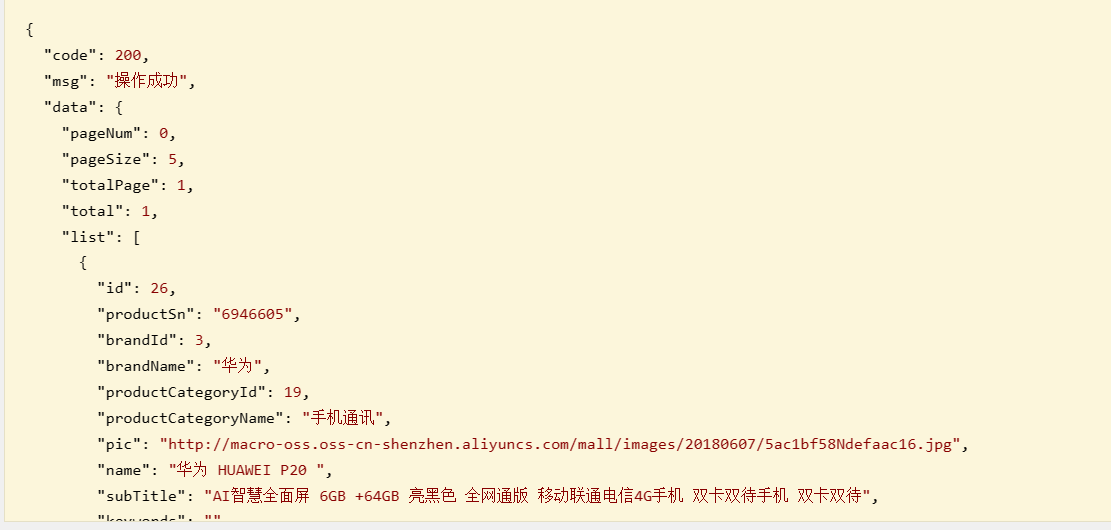 {
"code": 200,
"msg": "操作成功",
"data": {
"pageNum": 0,
"pageSize": 5,
"totalPage": 1,
"total": 1,
"list": [
{
"id": 26,
"productSn": "6946605",
"brandId": 3,
"brandName": "华为",
"productCategoryId": 19,
"productCategoryName": "手机通讯",
"pic": "http://macro-oss.oss-cn-shenzhen.aliyuncs.com/mall/images/20180607/5ac1bf58Ndefaac16.jpg",
"name": "华为 HUAWEI P20 ",
"subTitle": "AI智慧全面屏 6GB +64GB 亮黑色 全网通版 移动联通电信4G手机 双卡双待手机 双卡双待",
"keywords": ""